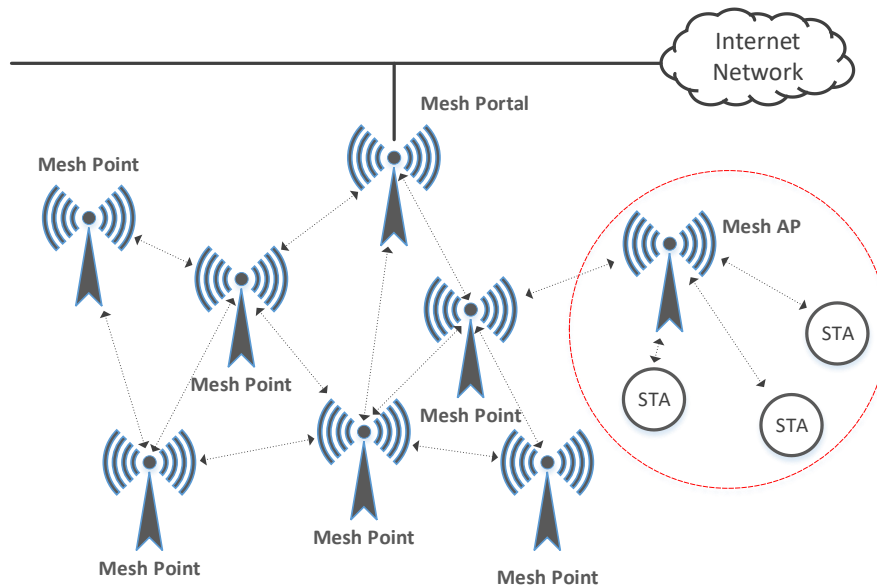 Internet
Network
Mesh Portal
Mesh Point
Mesh AP
STA
Mesh Point
Mesh Point
STA
STA
Mesh Point
Mesh Point
Mesh Point